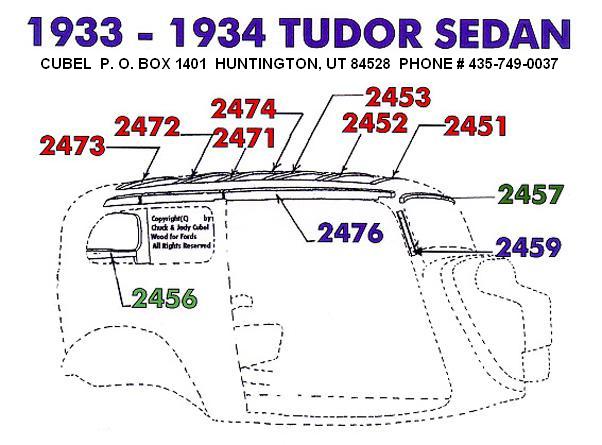 1933 - 1934 TUDOR SEDAN
CUBEL P. O. BOX 1401 HUNTINGTON, UT 84528 PHONE # 435-749-0037
2453
2474
2472
2452
2451
2471
2473
2457
Copyright(C) by:
Chuck & Jody Cubel
Wood for Fords
All Rights Reserved
2476
2459
2456